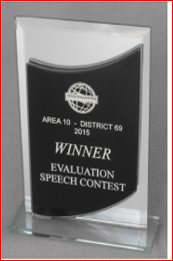 AREA 10 - DISTRICT 69
2015
WINNER
EVALUATION
SPEECH CONTEST